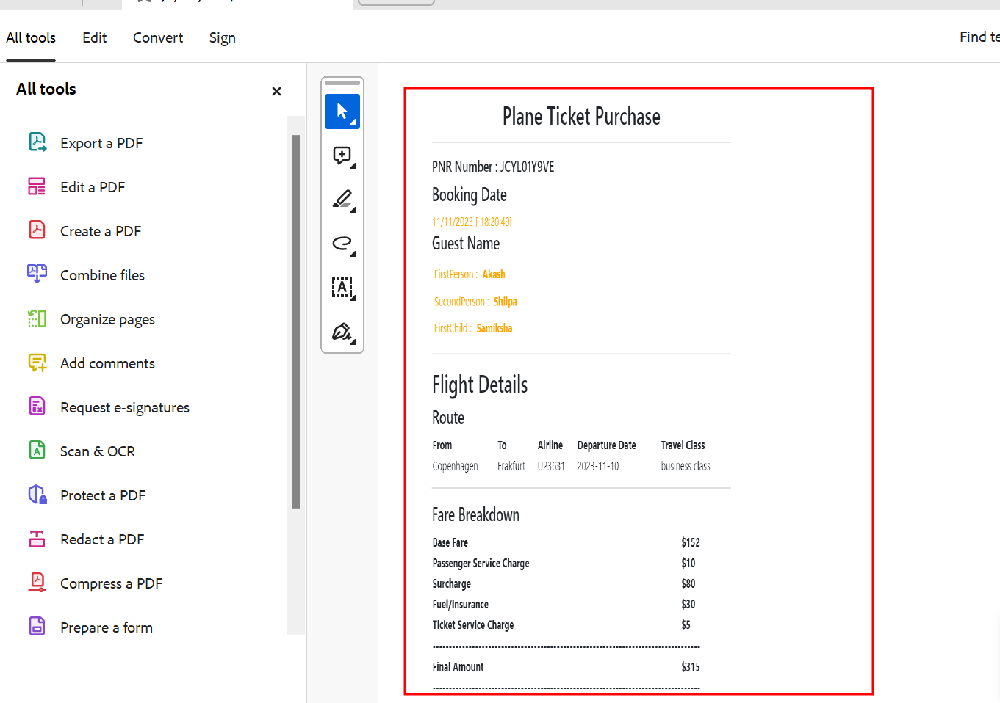 All tools Edit Convert Sign Find te
All tools
Export a PDF
Edit a PDF
Create a PDF
Combine files
Organize pages
Add comments
Request e-signatures
Scan & OCR
Protect a PDF
Redact a PDF
Compress a PDF
Prepare a form
Plane Ticket Purchase
PNR Number : JCYL01Y9VE
Booking Date
11/11/2023 [ 18:20:49]
Guest Name
FirstPerson : Akash
SecondPerson : Shilpa
FirstChild : Samiksha
Flight Details
Route
From To Airline Departure Date Travel Class
Copenhagen Frakfurt U23631 2023-11-10 business class
Fare Breakdown
Base Fare $152
Passenger Service Charge $10
Surcharge $80
Fuel/Insurance $30
Ticket Service Charge $5
Final Amount $315